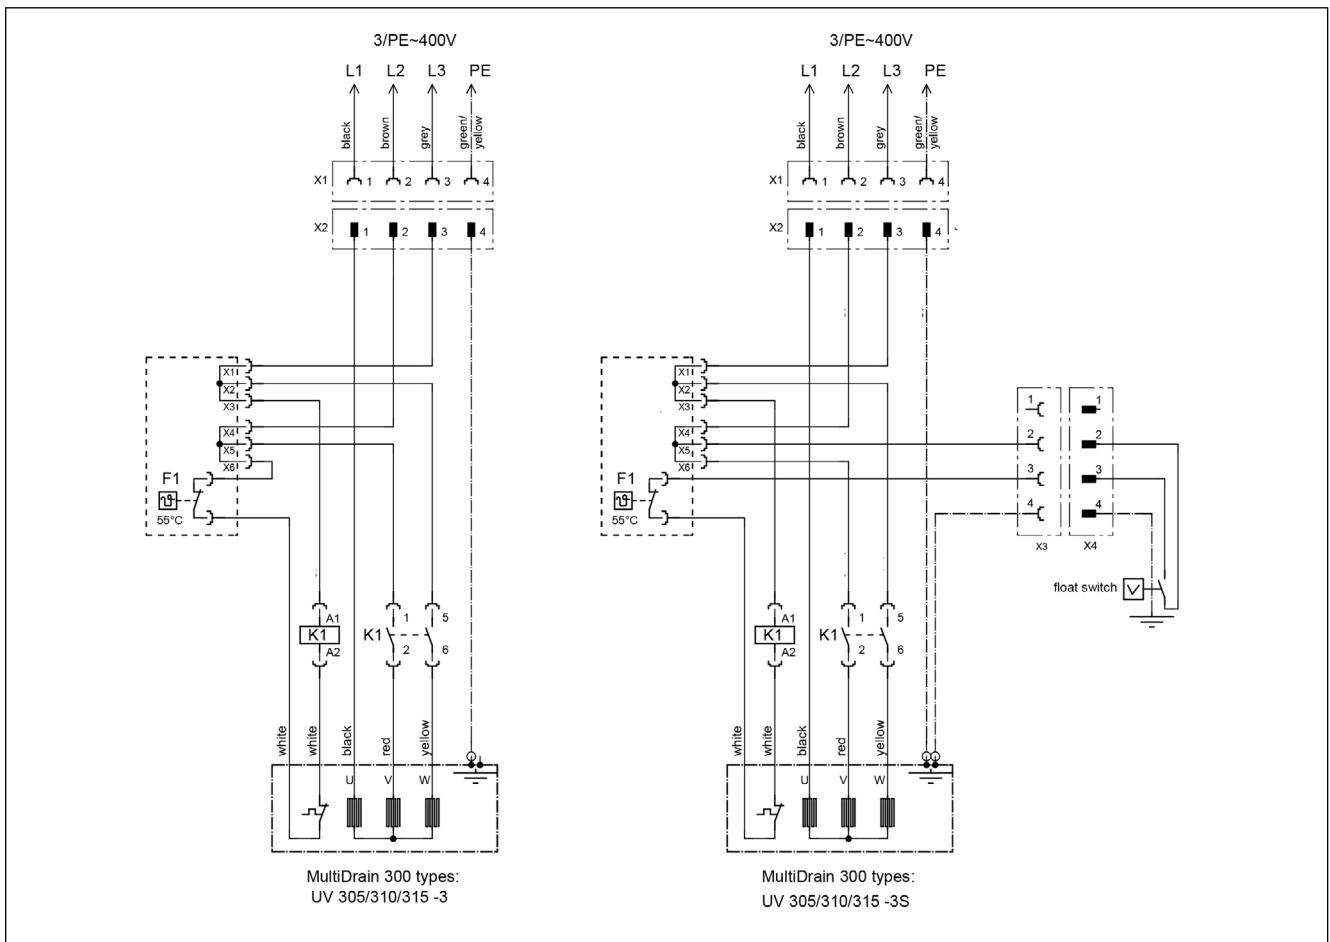 3/PE~400V
L1 L2 L3 PE
black brown grey green/
yellow
X1 1 2 3 4
X2 1 2 3 4
X1
X2
X3
X4
X5
X6
F1
55°C
A1 1 5
K1 K1
A2 2 6
white white black red yellow
U V W
MultiDrain 300 types:
UV 305/310/315 -3
3/PE~400V
L1 L2 L3 PE
black brown grey green/
yellow
X1 1 2 3 4
X2 1 2 3 4
X1
X2
X3
X4
X5
X6
F1
55°C
1 1
2 2
3 3
4 4
X3 X4
float switch
A1 1 5
K1 K1
A2 2 6
white white black red yellow
U V W
MultiDrain 300 types:
UV 305/310/315 -3S